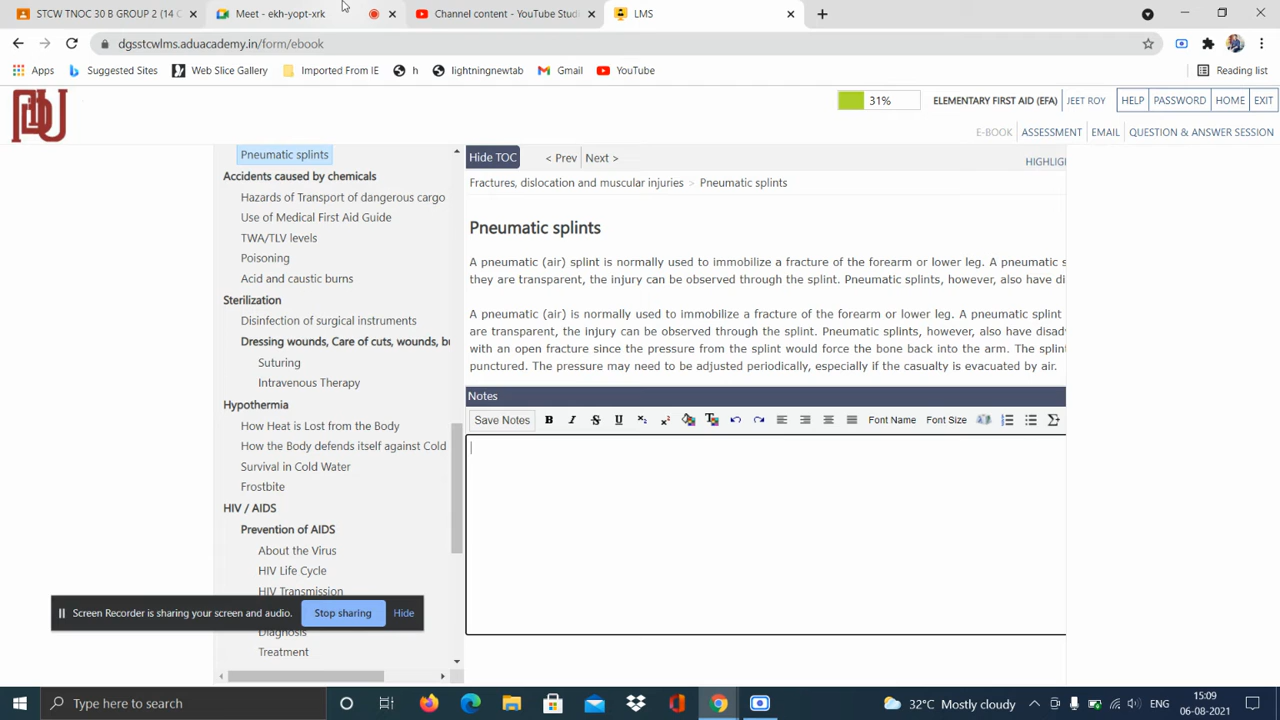 STCW TNOC 30 B GROUP 2 (14 C
Meet - ekh-yopt-xrk
Channel content - YouTube Stud
LMS
dgsstcwlms.aduacademy.in/form/ebook
Apps
Suggested Sites
Web Slice Gallery
Imported From IE
h
lightningnewtab
Gmail
YouTube
Reading list
31%
ELEMENTARY FIRST AID (EFA)
JEET ROY
HELP
PASSWORD
HOME
EXIT
E-BOOK
ASSESSMENT
EMAIL
QUESTION & ANSWER SESSION
Pneumatic splints
Accidents caused by chemicals
Hazards of Transport of dangerous cargo
Use of Medical First Aid Guide
TWA/TLV levels
Poisoning
Acid and caustic burns
Sterilization
Disinfection of surgical instruments
Dressing wounds, Care of cuts, wounds, bu
Suturing
Intravenous Therapy
Hypothermia
How Heat is Lost from the Body
How the Body defends itself against Cold
Survival in Cold Water
Frostbite
HIV / AIDS
Prevention of AIDS
About the Virus
HIV Life Cycle
HIV Transmission
Diagnosis
Treatment
Hide TOC
< Prev
Next >
HIGHLIG
Fractures, dislocation and muscular injuries > Pneumatic splints
Pneumatic splints
A pneumatic (air) splint is normally used to immobilize a fracture of the forearm or lower leg. A pneumatic s
they are transparent, the injury can be observed through the splint. Pneumatic splints, however, also have di
A pneumatic (air) is normally used to immobilize a fracture of the forearm or lower leg. A pneumatic splint
are transparent, the injury can be observed through the splint. Pneumatic splints, however, also have disad
with an open fracture since the pressure from the splint would force the bone back into the arm. The splint
punctured. The pressure may need to be adjusted periodically, especially if the casualty is evacuated by air.
Notes
Save Notes
Font Name
Font Size
Screen Recorder is sharing your screen and audio.
Stop sharing
Hide
Type here to search
32°C Mostly cloudy
ENG
15:09
06-08-2021